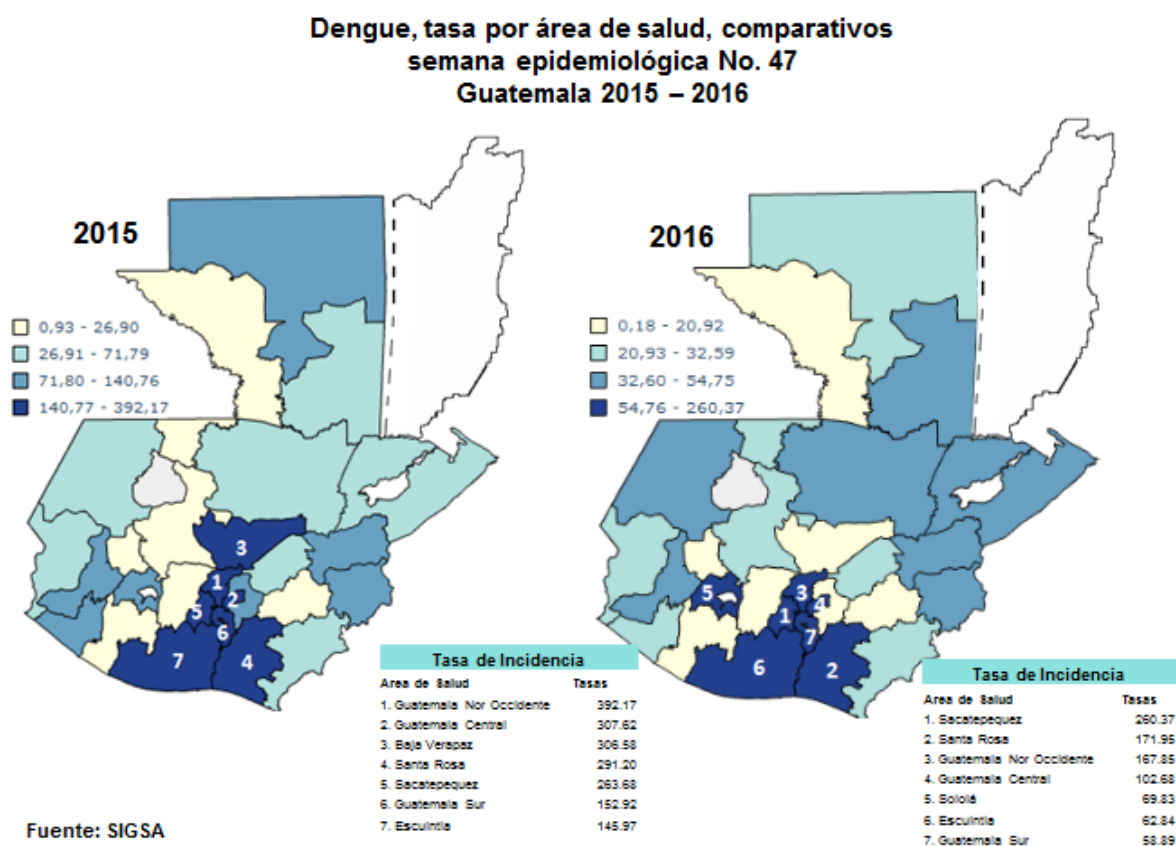 Dengue, tasa por área de salud, comparativos
semana epidemiológica No. 47
Guatemala 2015 – 2016
2015
0,93 - 26,90
26,91 - 71,79
71,80 - 140,76
140,77 - 392,17
3
1
2
5
6
7
4
Tasa de Incidencia
Area de Salud Tasas
1. Guatemala Nor Occidente 392.17
2. Guatemala Central 307.62
3. Baja Verapaz 306.58
4. Santa Rosa 291.20
5. Sacatepequez 263.68
6. Guatemala Sur 152.92
7. Escuintla 145.97
2016
0,18 - 20,92
20,93 - 32,59
32,60 - 54,75
54,76 - 260,37
5
3
4
1
7
6
2
Tasa de Incidencia
Area de Salud Tasas
1. Sacatepequez 260.37
2. Santa Rosa 171.95
3. Guatemala Nor Occidente 167.85
4. Guatemala Central 102.68
5. Sololá 69.83
6. Escuintla 62.84
7. Guatemala Sur 58.89
Fuente: SIGSA